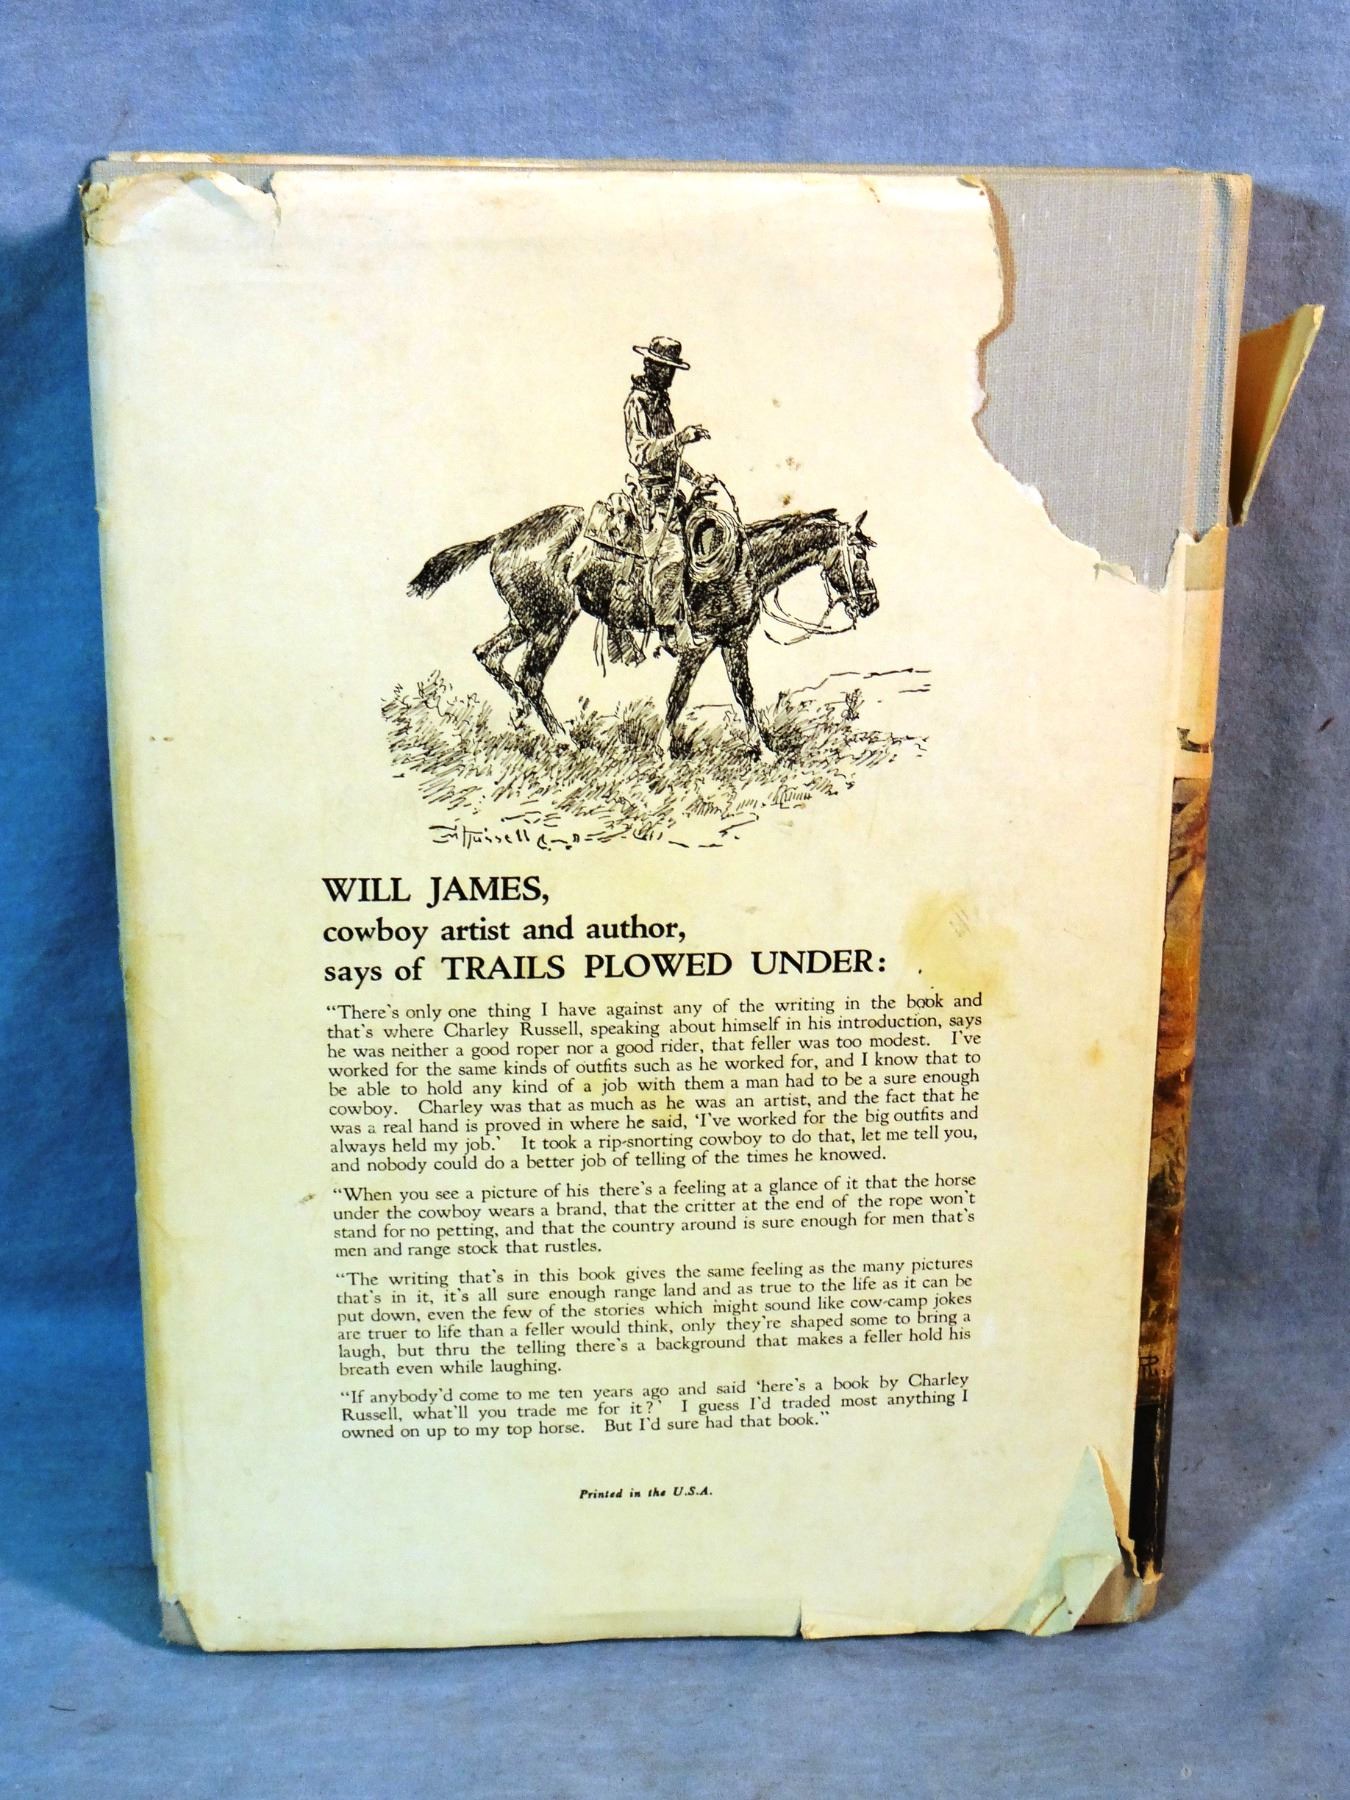 CMRussell
WILL JAMES,
cowboy artist and author,
says of TRAILS PLOWED UNDER:
“There's only one thing I have against any of the writing in the book and
that's where Charley Russell, speaking about himself in his introduction, says
he was neither a good roper nor a good rider, that feller was too modest. I've
worked for the same kinds of outfits such as he worked for, and I know that to
be able to hold any kind of a job with them a man had to be a sure enough
cowboy. Charley was that as much as he was an artist, and the fact that he
was a real hand is proved in where he said, ‘I've worked for the big outfits and
always held my job.’ It took a rip-snorting cowboy to do that, let me tell you,
and nobody could do a better job of telling of the times he knowed.
“When you see a picture of his there's a feeling at a glance of it that the horse
under the cowboy wears a brand, that the critter at the end of the rope won't
stand for no petting, and that the country around is sure enough for men that's
men and range stock that rustles.
“The writing that's in this book gives the same feeling as the many pictures
that's in it, it's all sure enough range land and as true to the life as it can be
put down, even the few of the stories which might sound like cow-camp jokes
are truer to life than a feller would think, only they're shaped some to bring a
laugh, but thru the telling there's a background that makes a feller hold his
breath even while laughing.
“If anybody'd come to me ten years ago and said ‘here's a book by Charley
Russell, what'll you trade me for it?’ I guess I'd traded most anything I
owned on up to my top horse. But I'd sure had that book.”
Printed in the U.S.A.